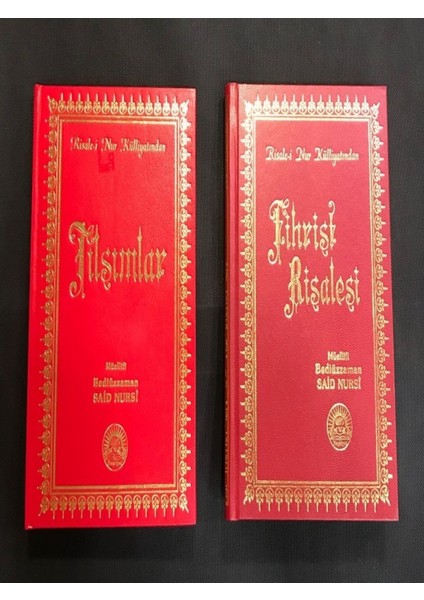 Risale-i Nur Külliyatından
Tılsımlar
Müellifi
Bediüzzaman
SAİD NURSİ
Risale-i Nur Külliyatından
Fihrist
Risalesi
Müellifi
Bediüzzaman
SAİD NURSİ